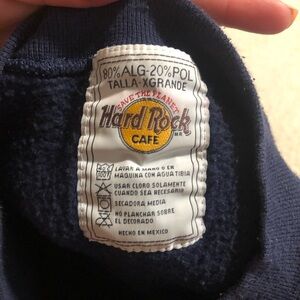 80% ALG-20% POL
TALLA-XGRANDE
SAVE THE PLANET
Hard Rock
MR
CAFE
LAVAR A MANO O EN
MAQUINA CON AGUA TIBIA
USAR CLORO SOLAMENTE
CUANDO SEA NECESARIO
SECADORA MEDIA
NO PLANCHAR SOBRE
EL DECORADO
HECHO EN MEXICO